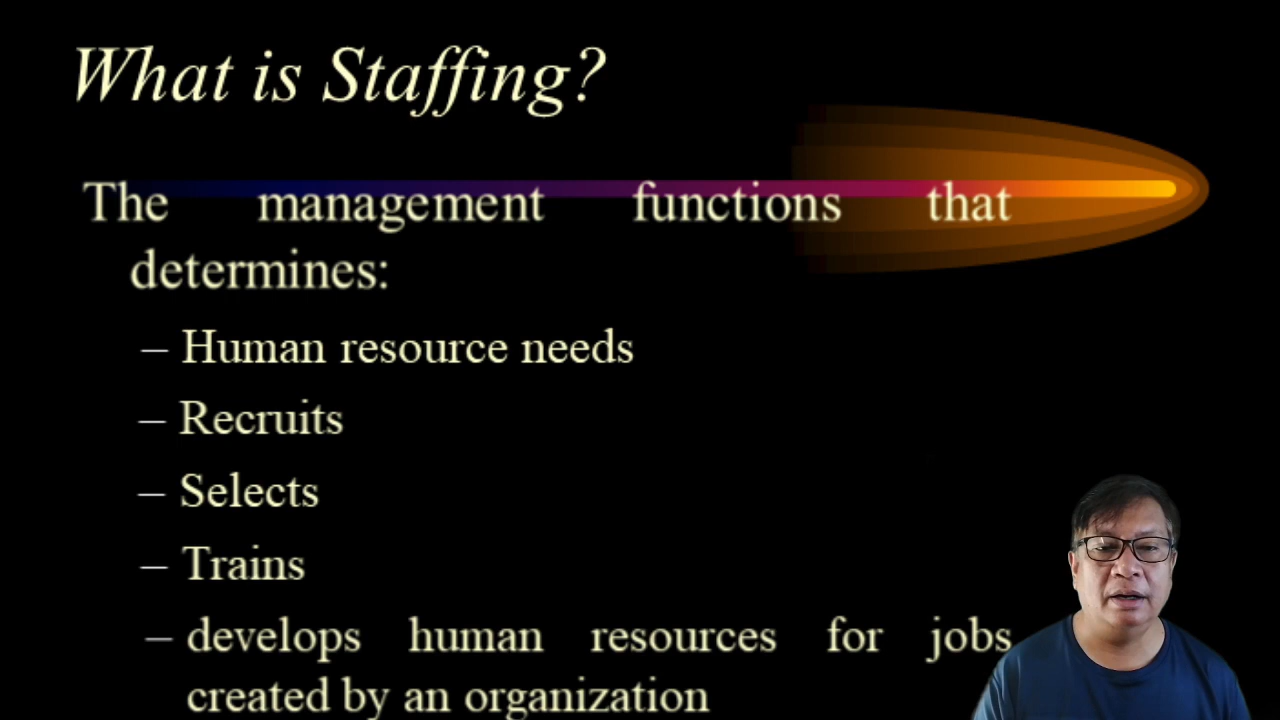 What is Staffing?
The management functions that
determines:
– Human resource needs
– Recruits
– Selects
– Trains
– develops human resources for jobs
created by an organization